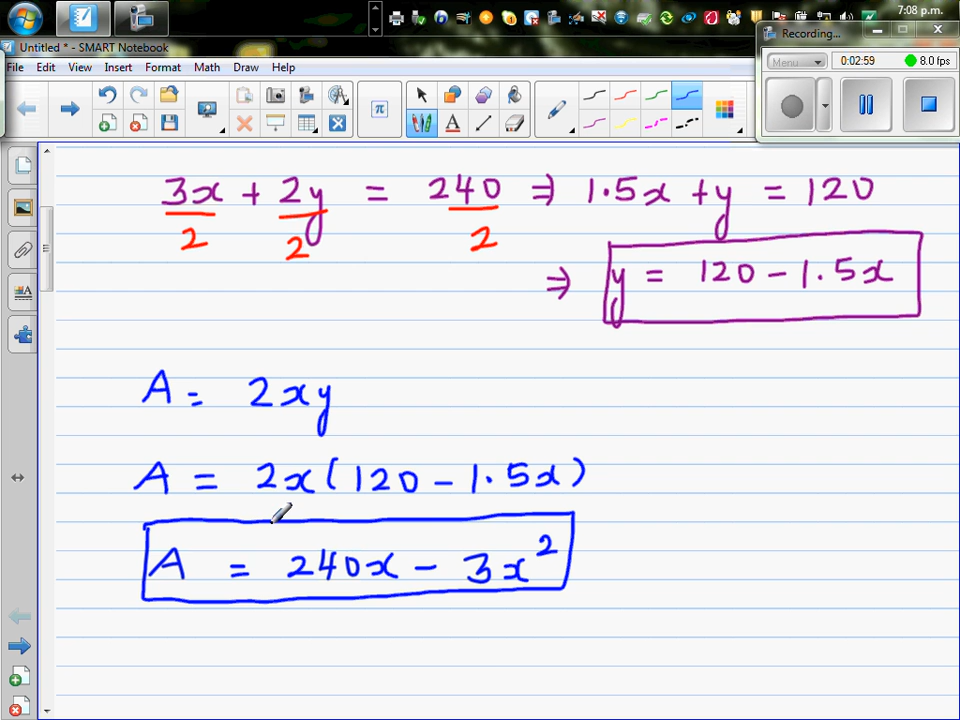 7:08 p.m.
Recording...
Untitled * - SMART Notebook
File Edit View Insert Format Math Draw Help
Menu 0:02:59 8.0 fps
3x + 2y = 240 ⇒ 1.5x + y = 120
2 2 2
⇒ y = 120 - 1.5x
A = 2xy
A = 2x(120 - 1.5x)
A = 240x - 3x²